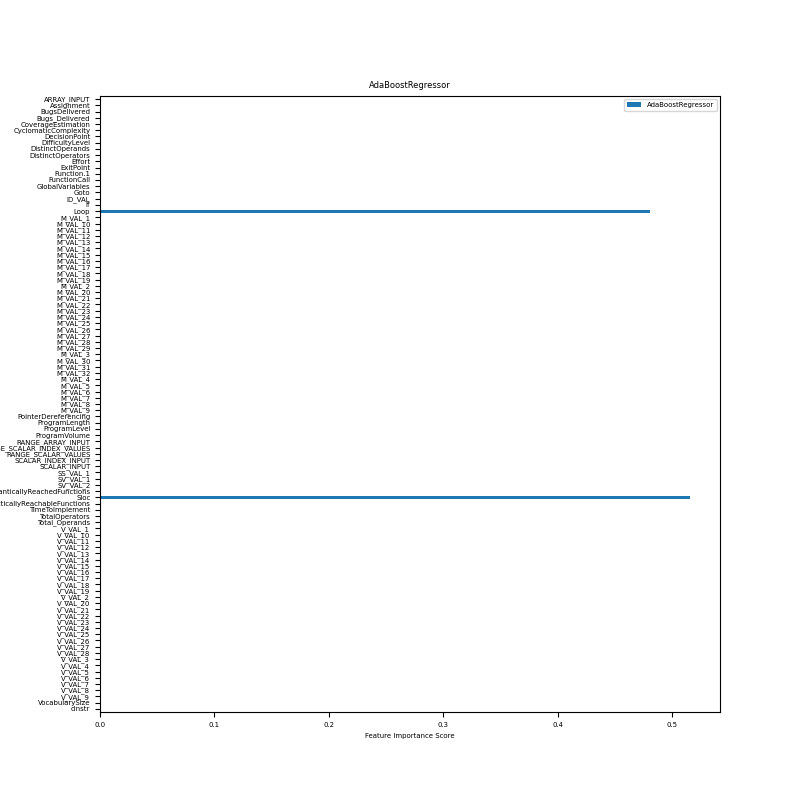 AdaBoostRegressor
AdaBoostRegressor
ARRAY_INPUT
Assignment
BugsDelivered
Bugs_Delivered
CoverageEstimation
CyclomaticComplexity
DecisionPoint
DifficultyLevel
DistinctOperands
DistinctOperators
Effort
ExitPoint
Function.1
FunctionCall
GlobalVariables
Goto
ID_VAL
If
Loop
M_VAL_1
M_VAL_10
M_VAL_11
M_VAL_12
M_VAL_13
M_VAL_14
M_VAL_15
M_VAL_16
M_VAL_17
M_VAL_18
M_VAL_19
M_VAL_2
M_VAL_20
M_VAL_21
M_VAL_22
M_VAL_23
M_VAL_24
M_VAL_25
M_VAL_26
M_VAL_27
M_VAL_28
M_VAL_29
M_VAL_3
M_VAL_30
M_VAL_31
M_VAL_32
M_VAL_4
M_VAL_5
M_VAL_6
M_VAL_7
M_VAL_8
M_VAL_9
PointerDereferencing
ProgramLength
ProgramLevel
ProgramVolume
RANGE_ARRAY_INPUT
E_SCALAR_INDEX_VALUES
RANGE_SCALAR_VALUES
SCALAR_INDEX_INPUT
SCALAR_INPUT
SS_VAL_1
SV_VAL_1
SV_VAL_2
anticallyReachedFunctions
Sloc
ticallyReachableFunctions
TimeToImplement
TotalOperators
Total_Operands
V_VAL_1
V_VAL_10
V_VAL_11
V_VAL_12
V_VAL_13
V_VAL_14
V_VAL_15
V_VAL_16
V_VAL_17
V_VAL_18
V_VAL_19
V_VAL_2
V_VAL_20
V_VAL_21
V_VAL_22
V_VAL_23
V_VAL_24
V_VAL_25
V_VAL_26
V_VAL_27
V_VAL_28
V_VAL_3
V_VAL_4
V_VAL_5
V_VAL_6
V_VAL_7
V_VAL_8
V_VAL_9
VocabularySize
cinstr
0.0 0.1 0.2 0.3 0.4 0.5
Feature Importance Score